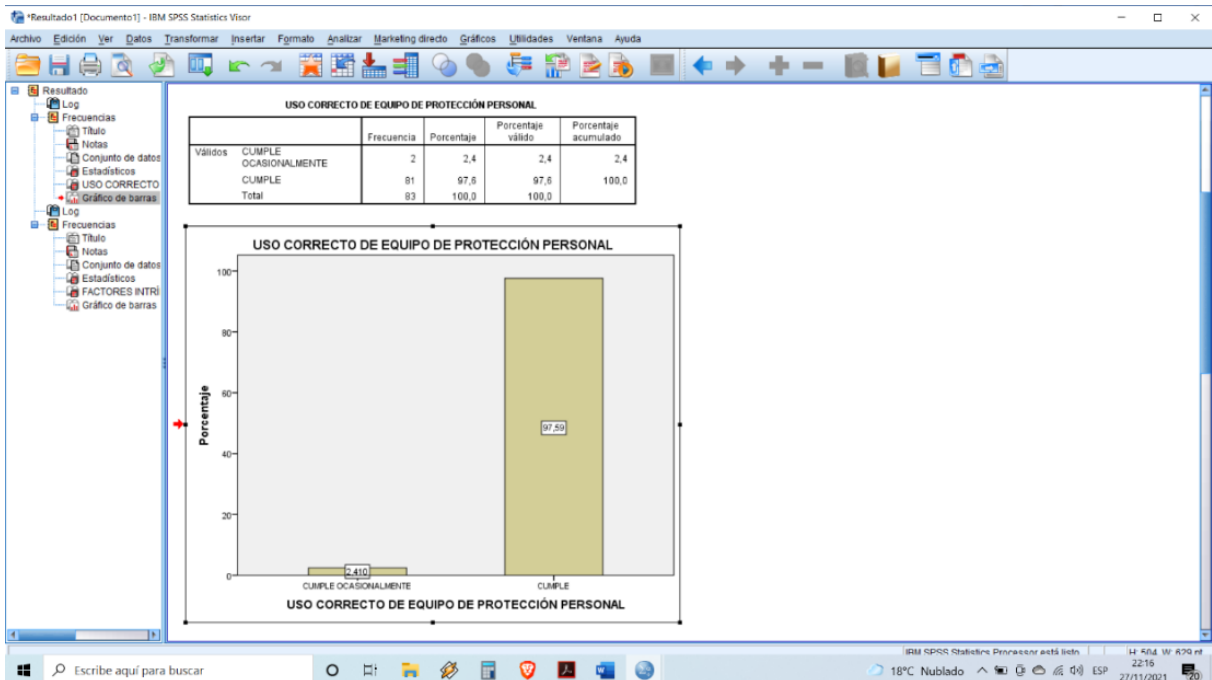 *Resultado1 [Documento1] - IBM SPSS Statistics Visor
Archivo Edición Ver Datos Transformar Insertar Formato Analizar Marketing directo Gráficos Utilidades Ventana Ayuda
Resultado
Log
Frecuencias
Título
Notas
Conjunto de datos
Estadísticos
USO CORRECTO
Gráfico de barras
Log
Frecuencias
Título
Notas
Conjunto de datos
Estadísticos
FACTORES INTRÍ
Gráfico de barras
USO CORRECTO DE EQUIPO DE PROTECCIÓN PERSONAL
Frecuencia Porcentaje Porcentaje válido Porcentaje acumulado
Válidos CUMPLE OCASIONALMENTE 2 2,4 2,4 2,4
CUMPLE 81 97,6 97,6 100,0
Total 83 100,0 100,0
USO CORRECTO DE EQUIPO DE PROTECCIÓN PERSONAL
Porcentaje
100
80
60
40
20
0
97,59
2,410
CUMPLE OCASIONALMENTE CUMPLE
USO CORRECTO DE EQUIPO DE PROTECCIÓN PERSONAL
IBM SPSS Statistics Processor está listo H: 504, W: 629 pt
Escribe aquí para buscar
18°C Nublado ESP
22:16
27/11/2021
20